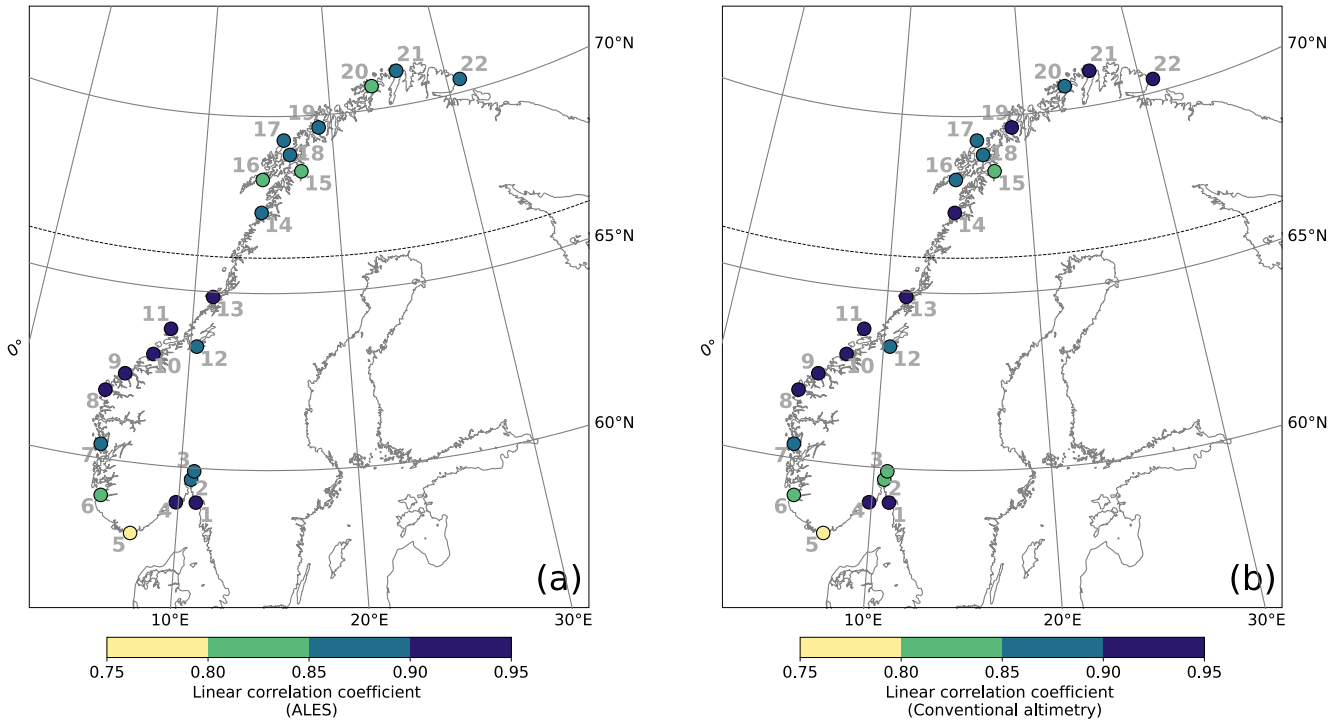 70°N
65°N
60°N
0°
10°E
20°E
30°E
1
2
3
4
5
6
7
8
9
10
11
12
13
14
15
16
17
18
19
20
21
22
(a)
0.75 0.80 0.85 0.90 0.95
Linear correlation coefficient
(ALES)
70°N
65°N
60°N
0°
10°E
20°E
30°E
1
2
3
4
5
6
7
8
9
10
11
12
13
14
15
16
17
18
19
20
21
22
(b)
0.75 0.80 0.85 0.90 0.95
Linear correlation coefficient
(Conventional altimetry)